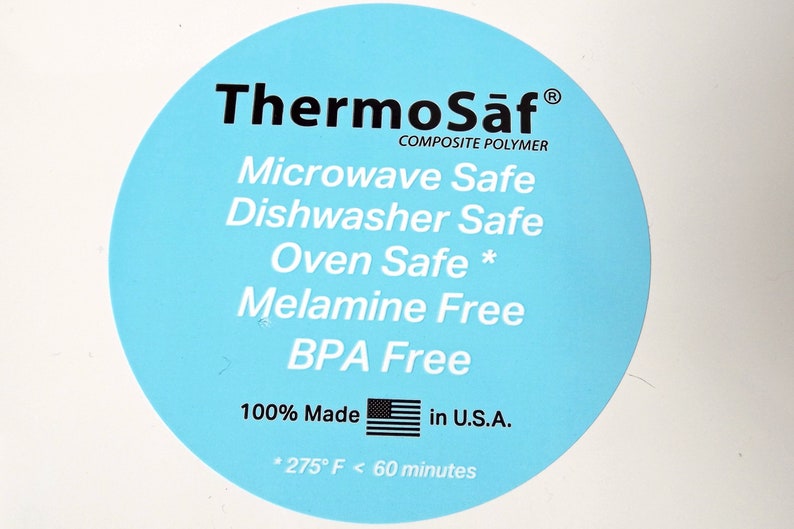 ThermoSāf®
COMPOSITE POLYMER
Microwave Safe
Dishwasher Safe
Oven Safe *
Melamine Free
BPA Free
100% Made in U.S.A.
* 275° F < 60 minutes